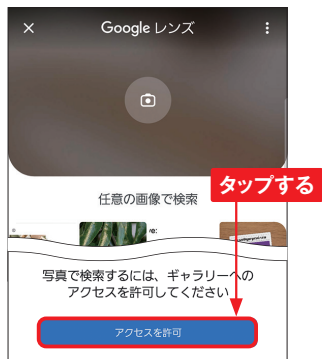 Google レンズ
任意の画像で検索
タップする
写真で検索するには、ギャラリーへの
アクセスを許可してください
アクセスを許可